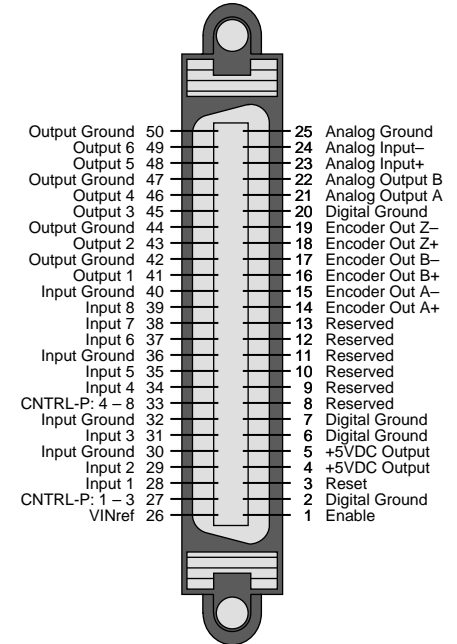 Output Ground 50 25 Analog Ground
Output 6 49 24 Analog Input–
Output 5 48 23 Analog Input+
Output Ground 47 22 Analog Output B
Output 4 46 21 Analog Output A
Output 3 45 20 Digital Ground
Output Ground 44 19 Encoder Out Z–
Output 2 43 18 Encoder Out Z+
Output Ground 42 17 Encoder Out B–
Output 1 41 16 Encoder Out B+
Input Ground 40 15 Encoder Out A–
Input 8 39 14 Encoder Out A+
Input 7 38 13 Reserved
Input 6 37 12 Reserved
Input Ground 36 11 Reserved
Input 5 35 10 Reserved
Input 4 34 9 Reserved
CNTRL-P: 4 – 8 33 8 Reserved
Input Ground 32 7 Digital Ground
Input 3 31 6 Digital Ground
Input Ground 30 5 +5VDC Output
Input 2 29 4 +5VDC Output
Input 1 28 3 Reset
CNTRL-P: 1 – 3 27 2 Digital Ground
VINref 26 1 Enable